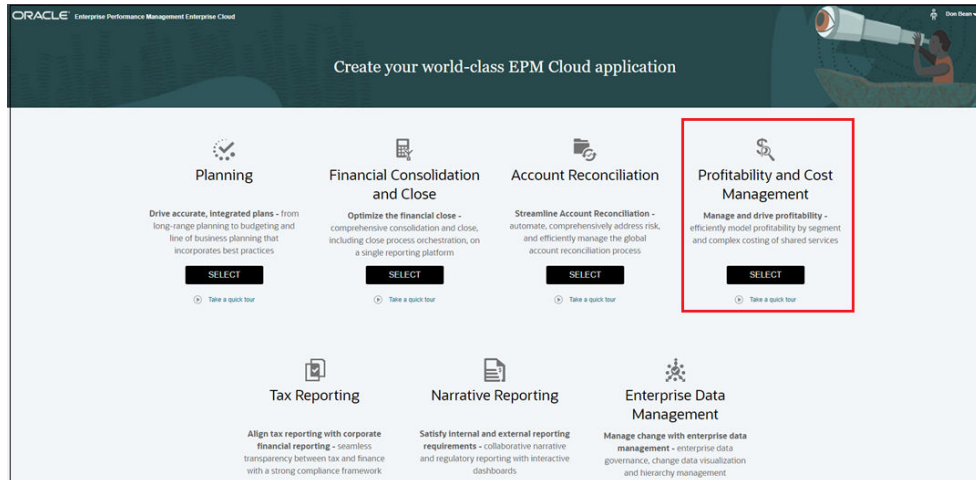 ORACLE Enterprise Performance Management Enterprise Cloud
Don Bean
Create your world-class EPM Cloud application
Planning
Drive accurate, integrated plans - from
long-range planning to budgeting and
line of business planning that
incorporates best practices
SELECT
Take a quick tour
Financial Consolidation
and Close
Optimize the financial close -
comprehensive consolidation and close,
including close process orchestration, on
a single reporting platform
SELECT
Take a quick tour
Account Reconciliation
Streamline Account Reconciliation -
automate, comprehensively address risk,
and efficiently manage the global
account reconciliation process
SELECT
Take a quick tour
Profitability and Cost
Management
Manage and drive profitability -
efficiently model profitability by segment
and complex costing of shared services
SELECT
Take a quick tour
Tax Reporting
Align tax reporting with corporate
financial reporting - seamless
transparency between tax and finance
with a strong compliance framework
Narrative Reporting
Satisfy internal and external reporting
requirements - collaborative narrative
and regulatory reporting with interactive
dashboards
Enterprise Data
Management
Manage change with enterprise data
management - enterprise data
governance, change data visualization
and hierarchy management